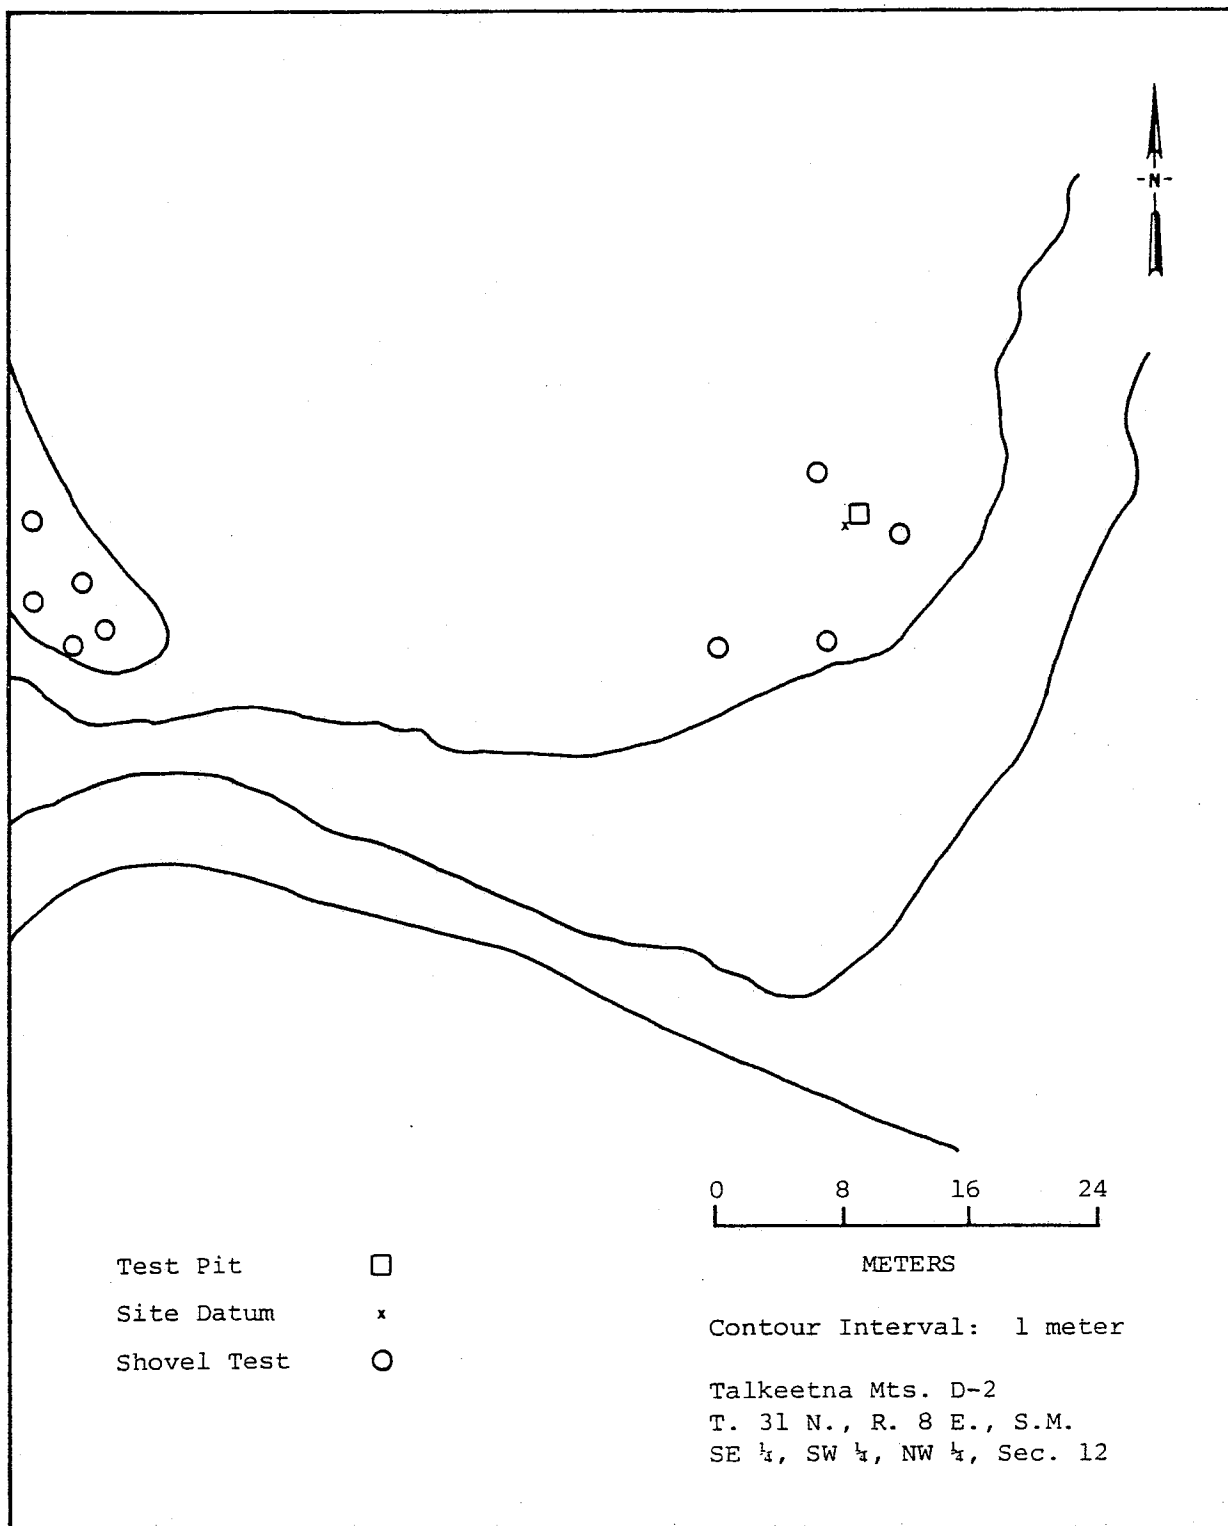 -N-
x
0 8 16 24
METERS
Test Pit
Site Datum x
Shovel Test
Contour Interval: 1 meter
Talkeetna Mts. D-2
T. 31 N., R. 8 E., S.M.
SE ¼, SW ¼, NW ¼, Sec. 12